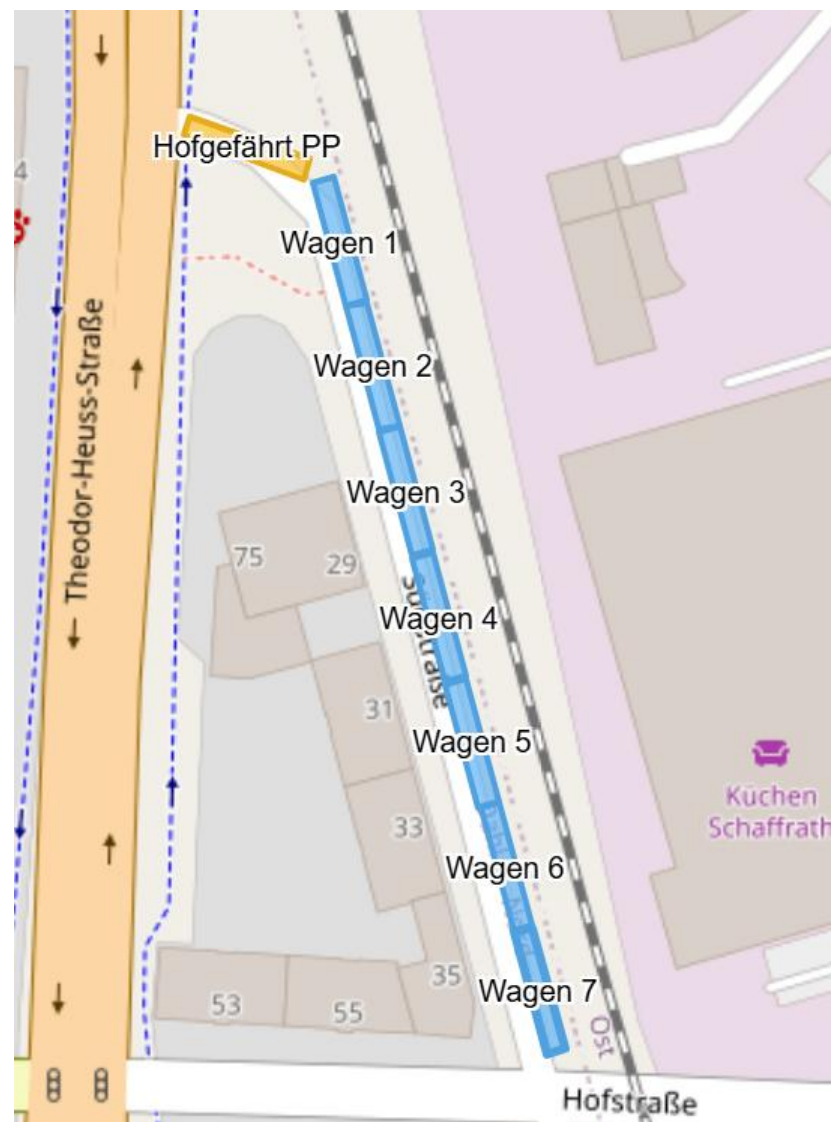 Hofgefährt PP
4
Wagen 1
Wagen 2
Theodor-Heuss-Straße
Wagen 3
75
29
Wagen 4
31
Wagen 5
Küchen
Schaffrath
33
Wagen 6
35
Wagen 7
53
55
Ost
Hofstraße